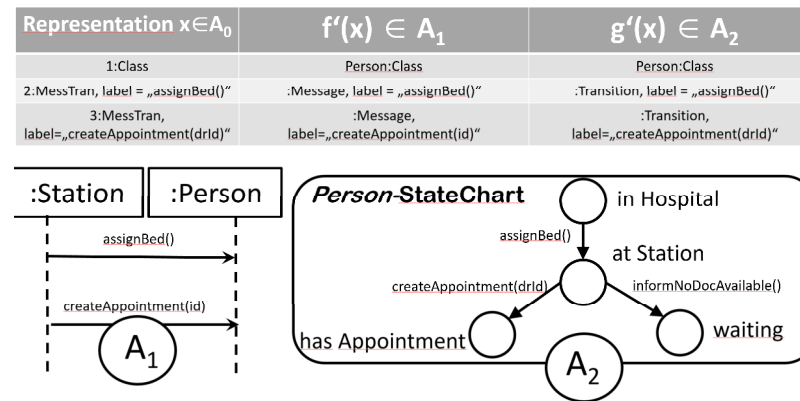 Representation x∈A₀ f‘(x) ∈ A₁ g‘(x) ∈ A₂
1:Class Person:Class Person:Class
2:MessTran, label = „assignBed()“ :Message, label = „assignBed()“ :Transition, label = „assignBed()“
3:MessTran, :Message, :Transition,
label=„createAppointment(drId)“ label=„createAppointment(id)“ label=„createAppointment(drId)“
:Station :Person
assignBed()
createAppointment(id)
A₁
Person-StateChart
in Hospital
assignBed()
at Station
createAppointment(drId) informNoDocAvailable()
has Appointment waiting
A₂